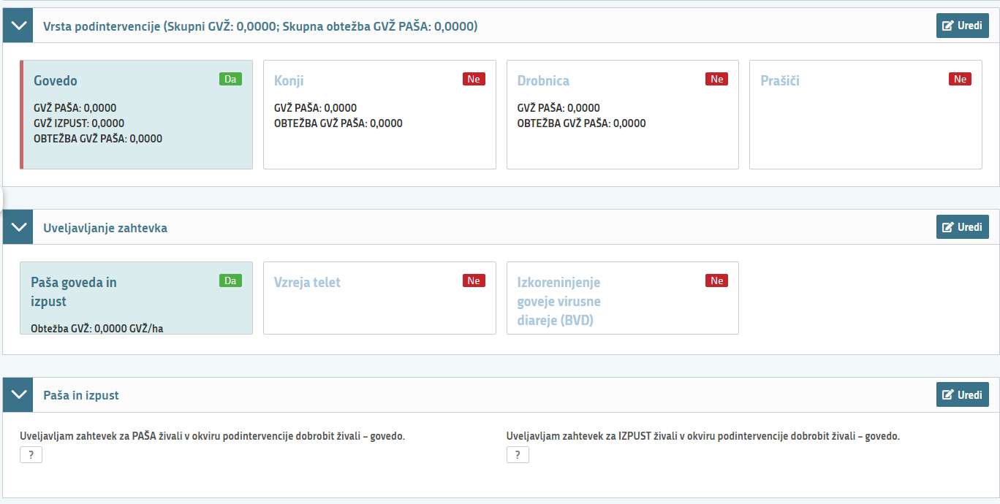 Vrsta podintervencije (Skupni GVŽ: 0,0000; Skupna obtežba GVŽ PAŠA: 0,0000)
Uredi
Govedo
Da
GVŽ PAŠA: 0,0000
GVŽ IZPUST: 0,0000
OBTEŽBA GVŽ PAŠA: 0,0000
Konji
Ne
GVŽ PAŠA: 0,0000
OBTEŽBA GVŽ PAŠA: 0,0000
Drobnica
Ne
GVŽ PAŠA: 0,0000
OBTEŽBA GVŽ PAŠA: 0,0000
Prašiči
Ne
Uveljavljanje zahtevka
Uredi
Paša goveda in
izpust
Da
Obtežba GVŽ: 0,0000 GVŽ/ha
Vzreja telet
Ne
Izkoreninjenje
goveje virusne
diareje (BVD)
Ne
Paša in izpust
Uredi
Uveljavljam zahtevek za PAŠA živali v okviru podintervencije dobrobit živali – govedo.
?
Uveljavljam zahtevek za IZPUST živali v okviru podintervencije dobrobit živali – govedo.
?